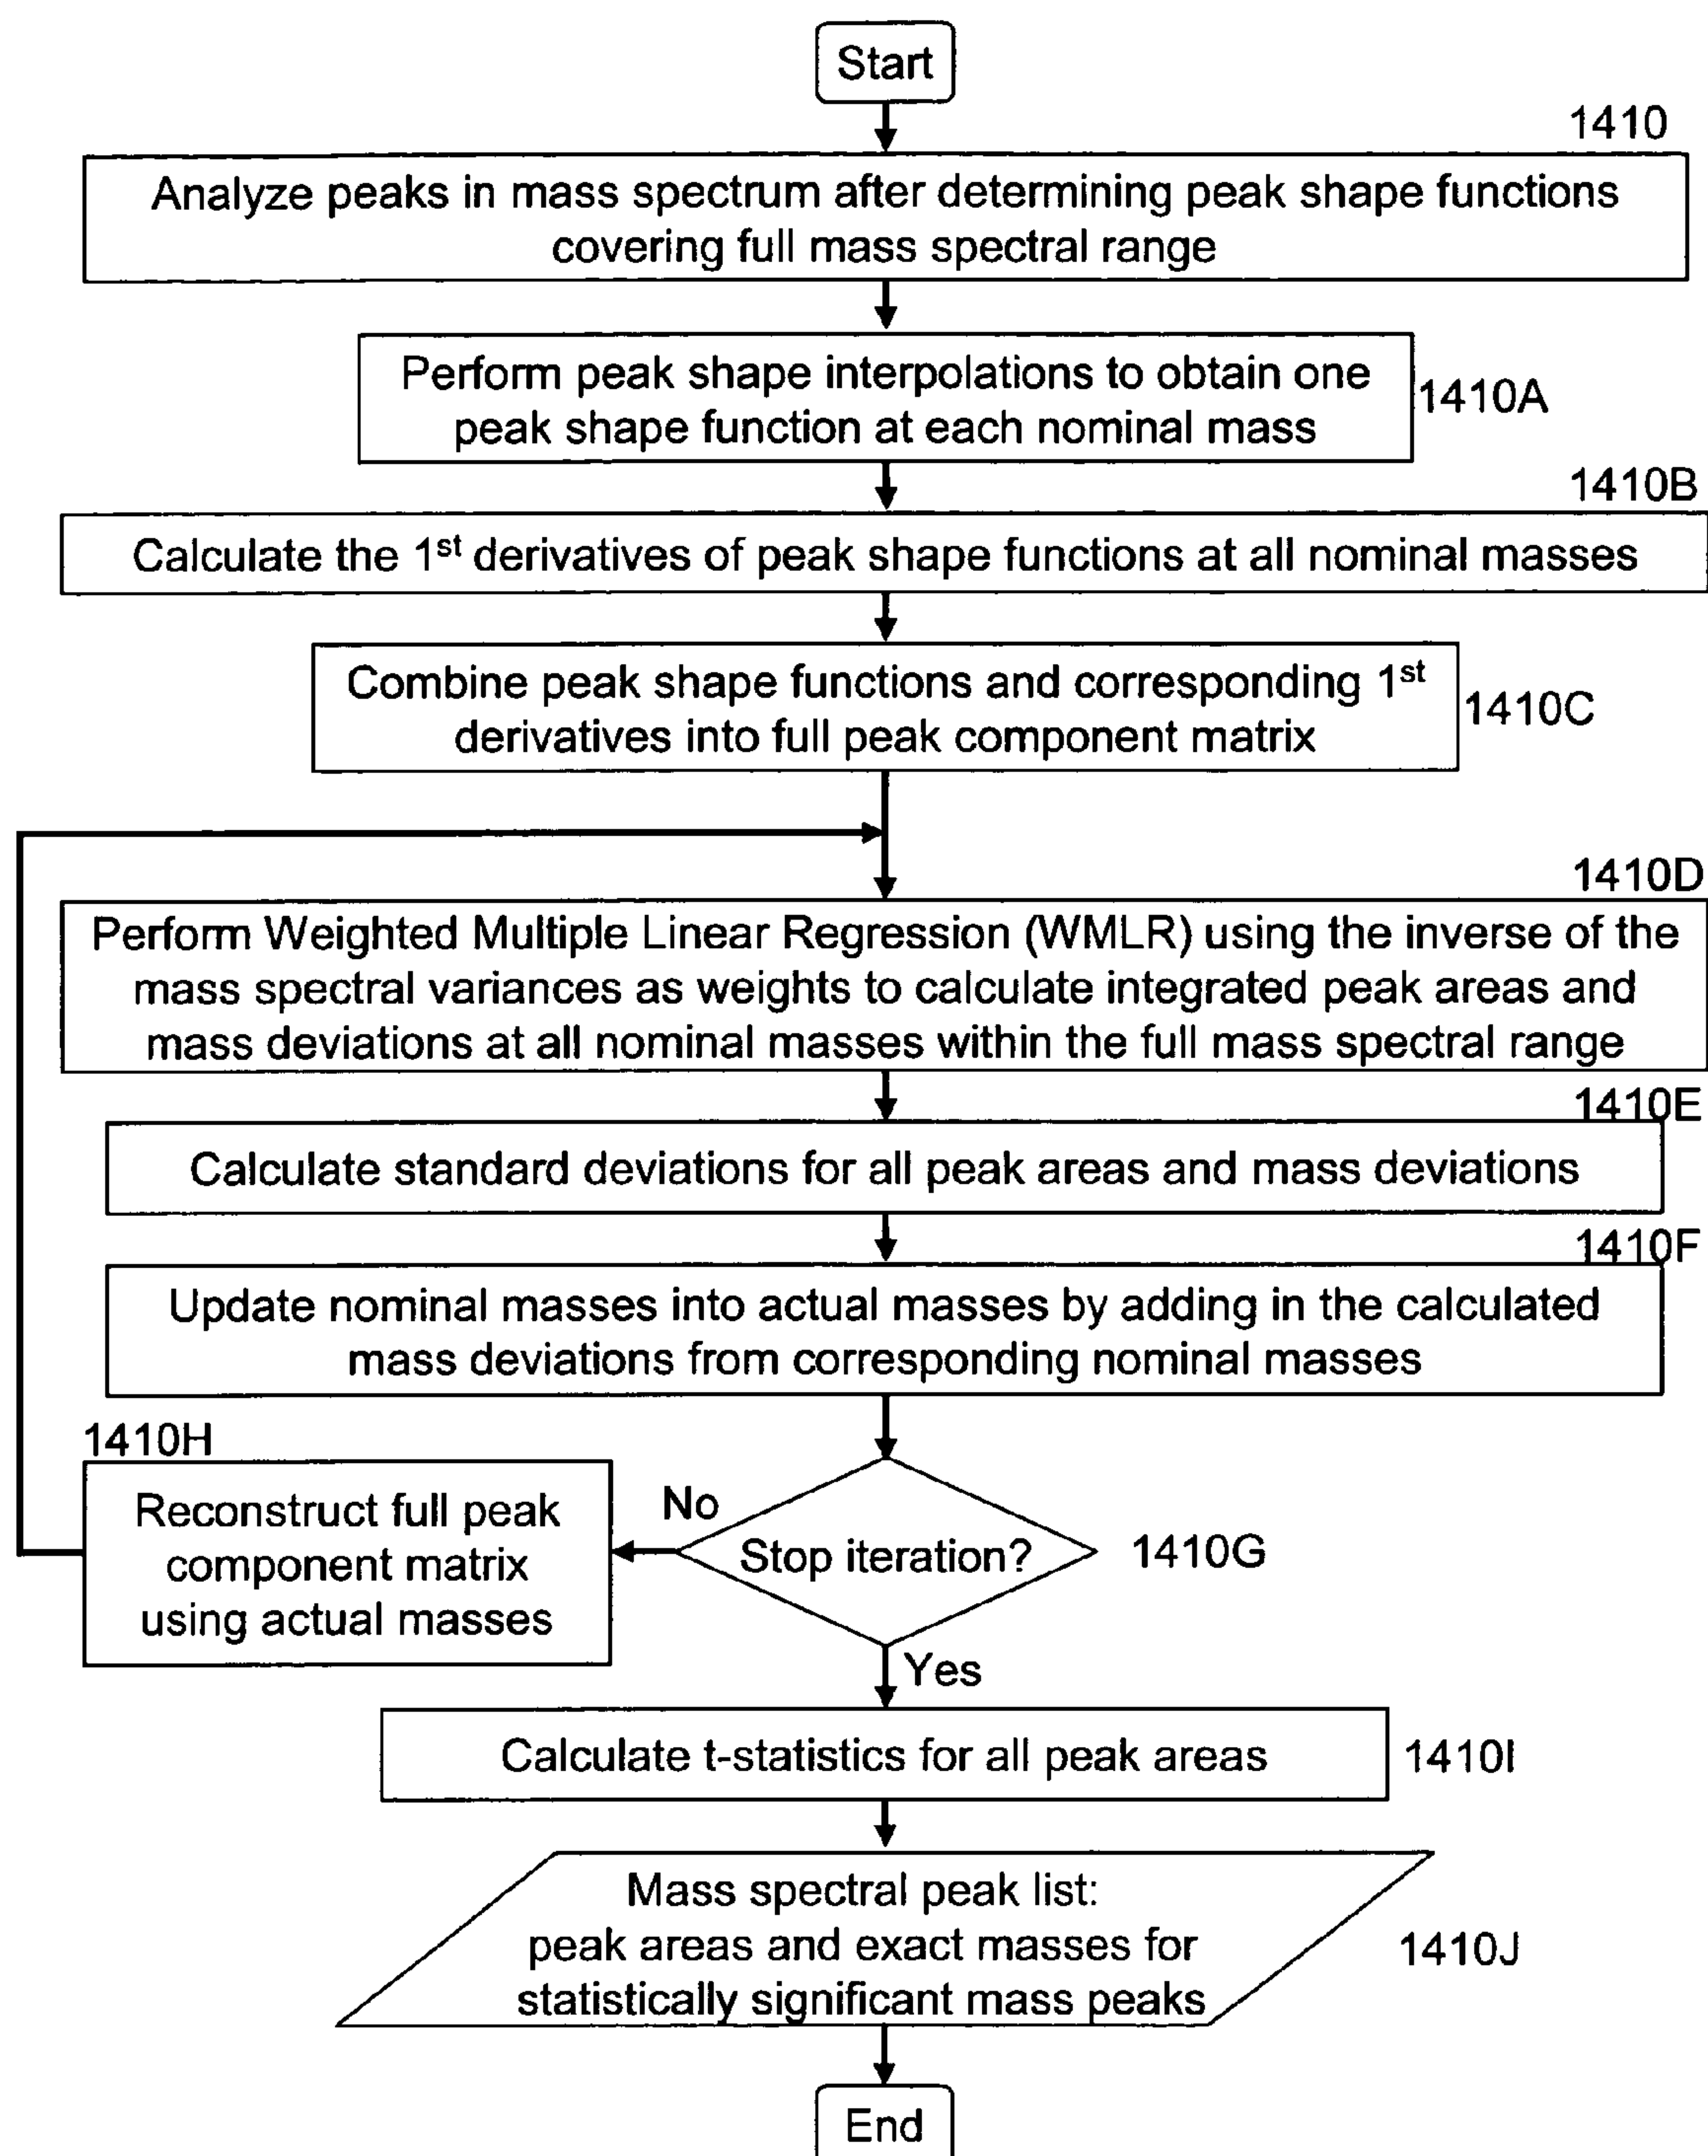 Start
1410
Analyze peaks in mass spectrum after determining peak shape functions
covering full mass spectral range
Perform peak shape interpolations to obtain one
peak shape function at each nominal mass
1410A
1410B
Calculate the 1st derivatives of peak shape functions at all nominal masses
Combine peak shape functions and corresponding 1st
derivatives into full peak component matrix
1410C
1410D
Perform Weighted Multiple Linear Regression (WMLR) using the inverse of the
mass spectral variances as weights to calculate integrated peak areas and
mass deviations at all nominal masses within the full mass spectral range
1410E
Calculate standard deviations for all peak areas and mass deviations
1410F
Update nominal masses into actual masses by adding in the calculated
mass deviations from corresponding nominal masses
1410H
Reconstruct full peak
component matrix
using actual masses
No
Stop iteration?
1410G
Yes
Calculate t-statistics for all peak areas
1410I
Mass spectral peak list:
peak areas and exact masses for
statistically significant mass peaks
1410J
End